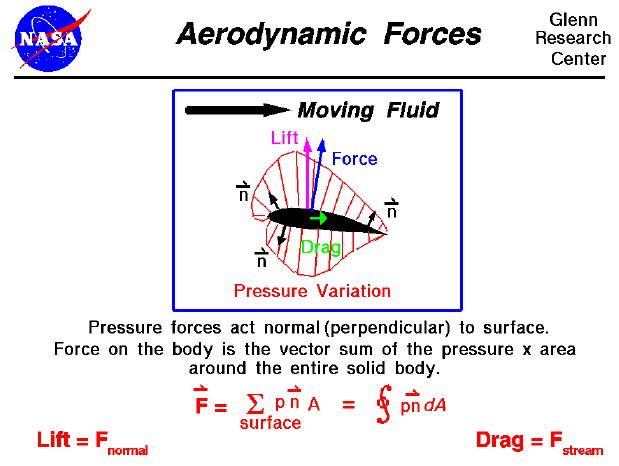 NASA
Aerodynamic Forces
Glenn
Research
Center
Moving Fluid
Lift
Force
n
n
Drag
n
Pressure Variation
Pressure forces act normal (perpendicular) to surface.
Force on the body is the vector sum of the pressure x area
around the entire solid body.
F⃗ = Σ p n⃗ A = ∮ pn⃗ dA
surface
Lift = F normal
Drag = F stream